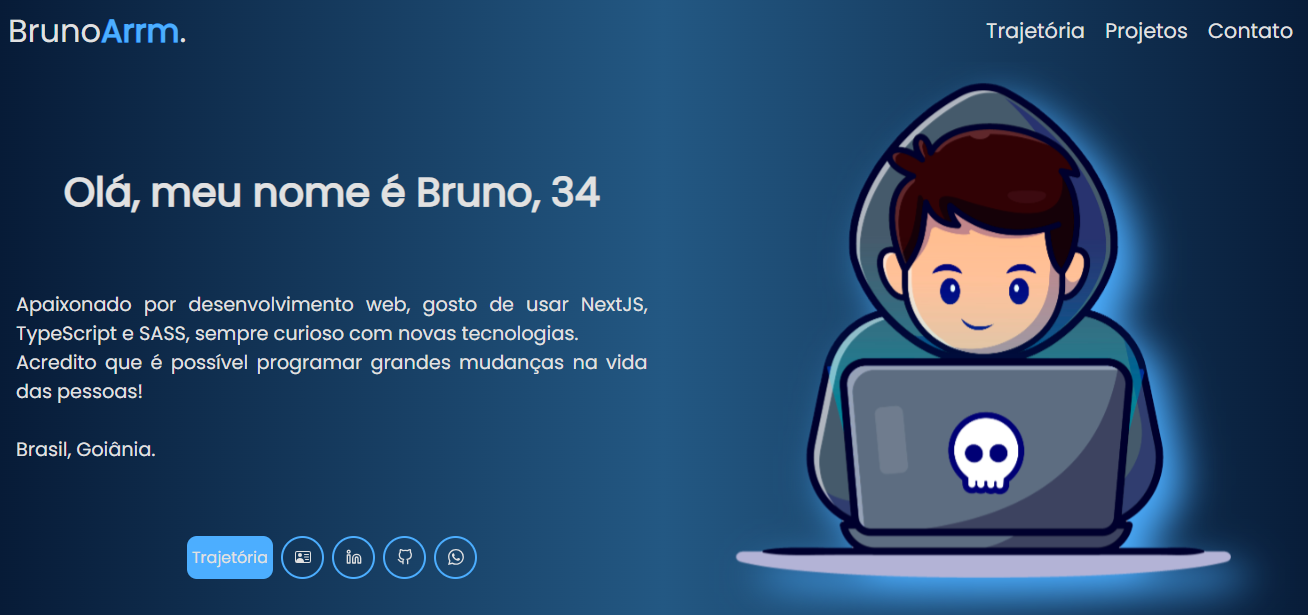 BrunoArrm.
Trajetória Projetos Contato
Olá, meu nome é Bruno, 34
Apaixonado por desenvolvimento web, gosto de usar NextJS,
TypeScript e SASS, sempre curioso com novas tecnologias.
Acredito que é possível programar grandes mudanças na vida
das pessoas!
Brasil, Goiânia.
Trajetória
in